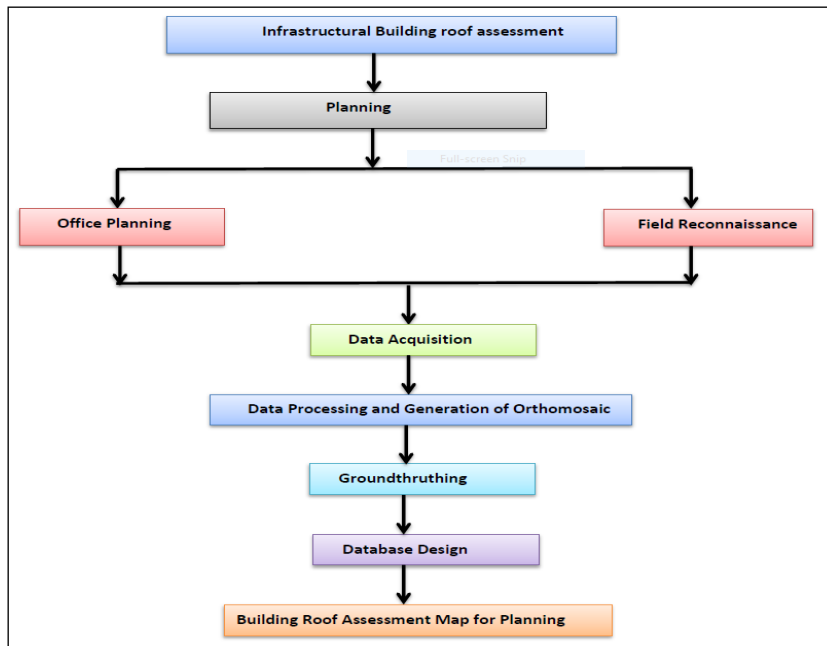 Infrastructural Building roof assessment
Planning
Full-screen Snip
Office Planning
Field Reconnaissance
Data Acquisition
Data Processing and Generation of Orthomosaic
Groundthruthing
Database Design
Building Roof Assessment Map for Planning